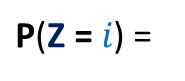 P(Z = i) =